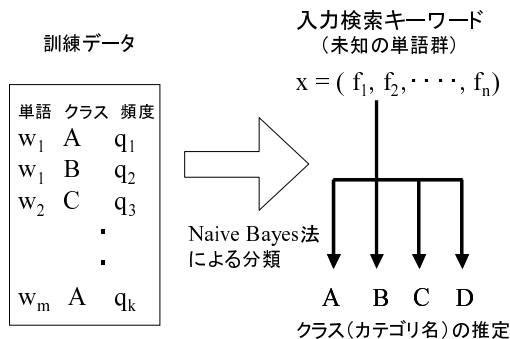 訓練データ
単語 クラス 頻度
w1 A q1
w1 B q2
w2 C q3
・
・
wm A qk
Naive Bayes法
による分類
入力検索キーワード
（未知の単語群）
x = ( f1, f2,‥‥, fn)
A B C D
クラス（カテゴリ名）の推定